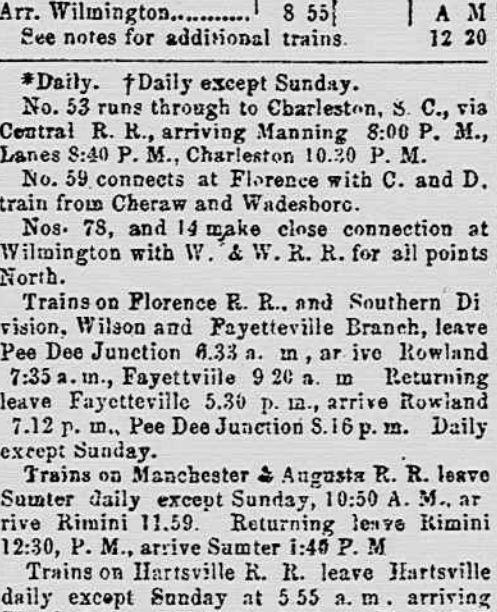 Arr. Wilmington........... 8 55 A M
See notes for additional trains. 12 20
*Daily. †Daily except Sunday.
No. 53 runs through to Charleston, S. C., via
Central R. R., arriving Manning 8:00 P. M.,
Lanes 8:40 P. M., Charleston 10.20 P. M.
No. 59 connects at Florence with C. and D.
train from Cheraw and Wadesboro.
Nos. 78, and 14 make close connection at
Wilmington with W. & W. R. R. for all points
North.
Trains on Florence R. R., and Southern Di
vision, Wilson and Fayetteville Branch, leave
Pee Dee Junction 6.33 a. m, ar ive Rowland
7:35 a. m., Fayettviile 9 20 a. m Returning
leave Fayetteville 5.30 p. m., arrive Rowland
7.12 p. m., Pee Dee Junction 8.16 p. m. Daily
except Sunday.
Trains on Manchester & Augusta R. R. leave
Sumter daily except Sunday, 10:50 A. M., ar
rive Rimini 11.59. Returning leave Rimini
12:30, P. M., arrive Sumter 1:40 P. M
Trains on Hartsville R. R. leave Hartsville
daily except Sunday at 5 55 a. m. arriving